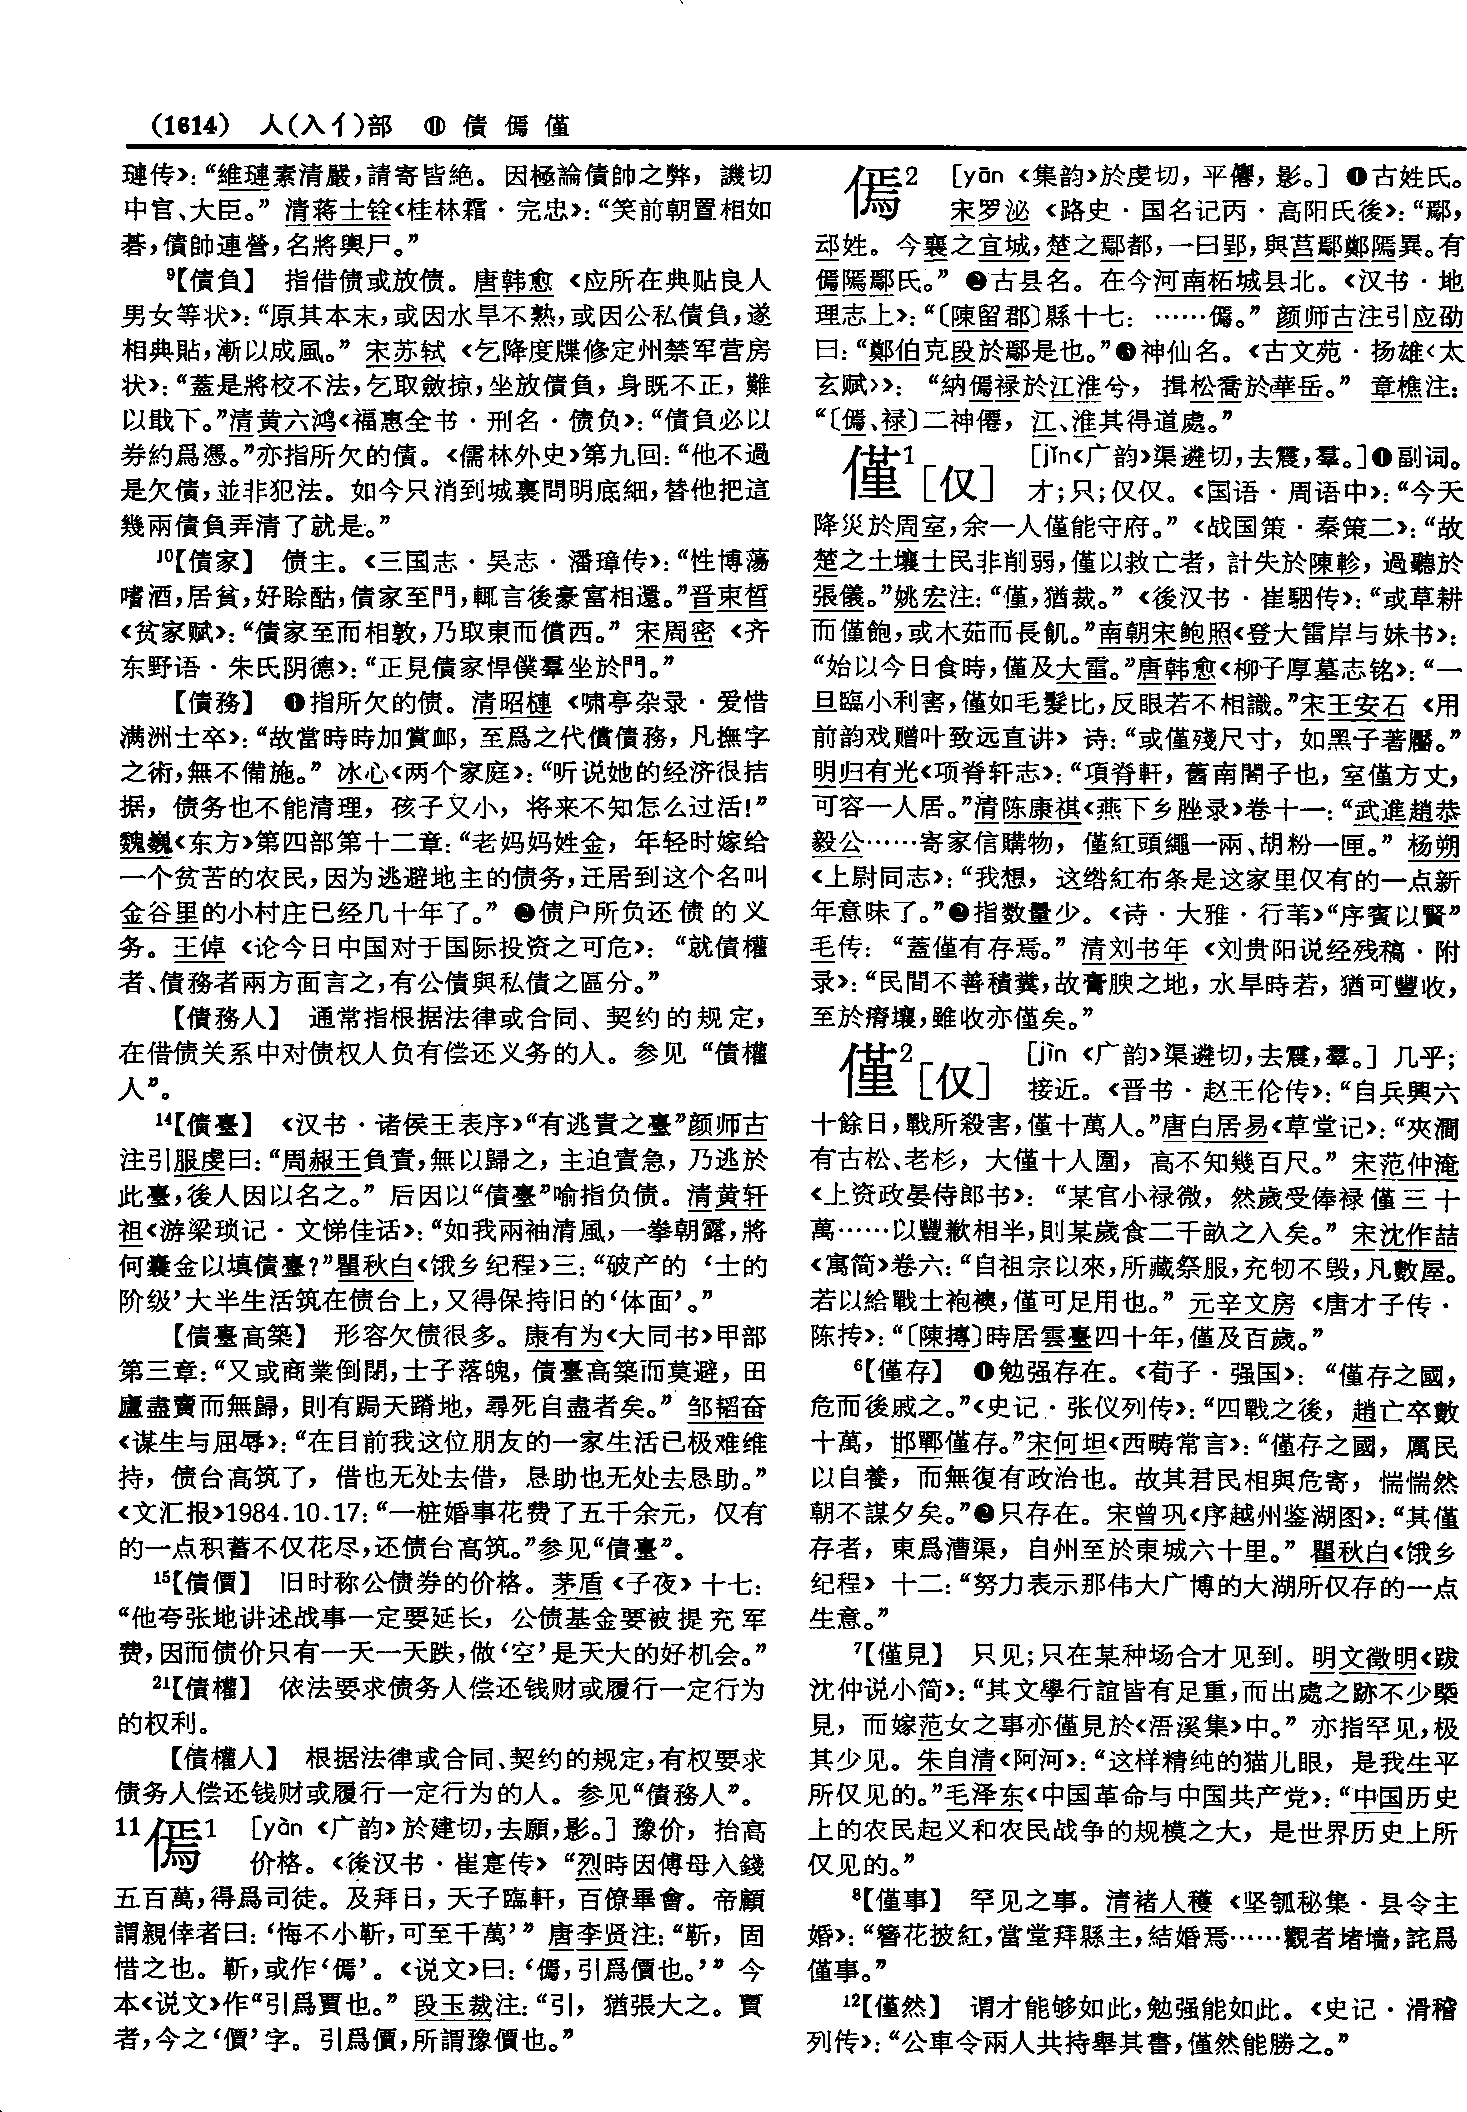 (1614) 人(入亻)部 ⑪ 債 傿 僅
璉传》：“維璉素清嚴，請寄皆絶。因極論債帥之弊，譏切
中官、大臣。”清蒋士铨《桂林霜·完忠》：“笑前朝置相如
碁，債帥連營，名將輿尸。”
⁹【債負】 指借债或放债。唐韩愈《应所在典贴良人
男女等状》：“原其本末，或因水旱不熟，或因公私債負，遂
相典貼，漸以成風。”宋苏轼《乞降度牒修定州禁军营房
状》：“蓋是將校不法，乞取斂掠，坐放債負，身既不正，難
以戢下。”清黄六鸿《福惠全书·刑名·债负》：“債負必以
券約爲憑。”亦指所欠的债。《儒林外史》第九回：“他不過
是欠債，並非犯法。如今只消到城裏問明底細，替他把這
幾兩債負弄清了就是。”
¹⁰【債家】 债主。《三国志·吴志·潘璋传》：“性博蕩
嗜酒，居貧，好賒酤，債家至門，輒言後豪富相還。”晋束皙
《贫家赋》：“債家至而相敦，乃取東而償西。”宋周密《齐
东野语·朱氏阴德》：“正見債家悍僕羣坐於門。”
【債務】 ❶指所欠的债。清昭梿《啸亭杂录·爱惜
满洲士卒》：“故當時時加賞卹，至爲之代償債務，凡撫字
之術，無不備施。”冰心《两个家庭》：“听说她的经济很拮
据，债务也不能清理，孩子又小，将来不知怎么过活！”
魏巍《东方》第四部第十二章：“老妈妈姓金，年轻时嫁给
一个贫苦的农民，因为逃避地主的债务，迁居到这个名叫
金谷里的小村庄已经几十年了。”❷债户所负还债的义
务。王倬《论今日中国对于国际投资之可危》：“就債權
者、債務者兩方面言之，有公債與私債之區分。”
【債務人】 通常指根据法律或合同、契约的规定，
在借债关系中对债权人负有偿还义务的人。参见“債權
人”。
¹⁴【債臺】 《汉书·诸侯王表序》“有逃責之臺”颜师古
注引服虔曰：“周赧王負責，無以歸之，主迫責急，乃逃於
此臺，後人因以名之。”后因以“債臺”喻指负债。清黄轩
祖《游梁琐记·文悌佳话》：“如我兩袖清風，一拳朝露，將
何囊金以填債臺？”瞿秋白《饿乡纪程》三：“破产的‘士的
阶级’大半生活筑在债台上，又得保持旧的‘体面’。”
【債臺高築】 形容欠债很多。康有为《大同书》甲部
第三章：“又或商業倒閉，士子落魄，債臺高築而莫避，田
廬盡賣而無歸，則有跼天蹐地，尋死自盡者矣。”邹韬奋
《谋生与屈辱》：“在目前我这位朋友的一家生活已极难维
持，债台高筑了，借也无处去借，恳助也无处去恳助。”
《文汇报》1984.10.17：“一桩婚事花费了五千余元，仅有
的一点积蓄不仅花尽，还债台高筑。”参见“債臺”。
¹⁵【債價】 旧时称公债券的价格。茅盾《子夜》十七：
“他夸张地讲述战事一定要延长，公债基金要被提充军
费，因而债价只有一天一天跌，做‘空’是天大的好机会。”
²¹【債權】 依法要求债务人偿还钱财或履行一定行为
的权利。
【債權人】 根据法律或合同、契约的规定，有权要求
债务人偿还钱财或履行一定行为的人。参见“債務人”。
11 傿1 [yàn《广韵》於建切，去願，影。]豫价，抬高
价格。《後汉书·崔寔传》“烈時因傅母入錢
五百萬，得爲司徒。及拜日，天子臨軒，百僚畢會。帝顧
謂親倖者曰：‘悔不小靳，可至千萬’”唐李贤注：“靳，固
惜之也。靳，或作‘傿’。《说文》曰：‘傿，引爲價也。’”今
本《说文》作“引爲賈也。”段玉裁注：“引，猶張大之。賈
者，今之‘價’字。引爲價，所謂豫價也。”
傿2 [yān《集韵》於虔切，平僊，影。]❶古姓氏。
宋罗泌《路史·国名记丙·高阳氏後》：“鄢，
䢵姓。今襄之宜城，楚之鄢都，一曰郢，與莒鄢鄭隱異。有
傿隱鄢氏。”❷古县名。在今河南柘城县北。《汉书·地
理志上》：“〔陳留郡〕縣十七：……傿。”颜师古注引应劭
曰：“鄭伯克段於鄢是也。”❸神仙名。《古文苑·扬雄〈太
玄赋〉》：“納傿禄於江淮兮，揖松喬於華岳。”章樵注：
“〔傿、禄〕二神僊，江、淮其得道處。”
僅1[仅] [jǐn《广韵》渠遴切，去震，羣。]❶副词。
才；只；仅仅。《国语·周语中》：“今天
降災於周室，余一人僅能守府。”《战国策·秦策二》：“故
楚之土壤士民非削弱，僅以救亡者，計失於陳軫，過聽於
張儀。”姚宏注：“僅，猶裁。”《後汉书·崔駰传》：“或草耕
而僅飽，或木茹而長飢。”南朝宋鲍照《登大雷岸与妹书》：
“始以今日食時，僅及大雷。”唐韩愈《柳子厚墓志铭》：“一
旦臨小利害，僅如毛髮比，反眼若不相識。”宋王安石《用
前韵戏赠叶致远直讲》诗：“或僅殘尺寸，如黑子著靨。”
明归有光《项脊轩志》：“項脊軒，舊南閣子也，室僅方丈，
可容一人居。”清陈康祺《燕下乡脞录》卷十一：“武進趙恭
毅公……寄家信購物，僅紅頭繩一兩、胡粉一匣。”杨朔
《上尉同志》：“我想，这绺红布条是这家里仅有的一点新
年意味了。”❷指数量少。《诗·大雅·行苇》“序賓以賢”
毛传：“蓋僅有存焉。”清刘书年《刘贵阳说经残稿·附
录》：“民間不善積糞，故膏腴之地，水旱時若，猶可豐收，
至於瘠壤，雖收亦僅矣。”
僅2[仅] [jìn《广韵》渠遴切，去震，羣。]几乎；
接近。《晋书·赵王伦传》：“自兵興六
十餘日，戰所殺害，僅十萬人。”唐白居易《草堂记》：“夾澗
有古松、老杉，大僅十人圍，高不知幾百尺。”宋范仲淹
《上资政晏侍郎书》：“某官小禄微，然歲受俸禄僅三十
萬……以豐歉相半，則某歲食二千畝之入矣。”宋沈作喆
《寓简》卷六：“自祖宗以來，所藏祭服，充牣不毁，凡數屋。
若以給戰士袍襖，僅可足用也。”元辛文房《唐才子传·
陈抟》：“〔陳摶〕時居雲臺四十年，僅及百歲。”
⁶【僅存】 ❶勉强存在。《荀子·强国》：“僅存之國，
危而後戚之。”《史记·张仪列传》：“四戰之後，趙亡卒數
十萬，邯鄲僅存。”宋何坦《西畴常言》：“僅存之國，厲民
以自養，而無復有政治也。故其君民相與危寄，惴惴然
朝不謀夕矣。”❷只存在。宋曾巩《序越州鉴湖图》：“其僅
存者，東爲漕渠，自州至於東城六十里。”瞿秋白《饿乡
纪程》十二：“努力表示那伟大广博的大湖所仅存的一点
生意。”
⁷【僅見】 只见；只在某种场合才见到。明文徵明《跋
沈仲说小简》：“其文學行誼皆有足重，而出處之跡不少槩
見，而嫁范女之事亦僅見於《浯溪集》中。”亦指罕见，极
其少见。朱自清《阿河》：“这样精纯的猫儿眼，是我生平
所仅见的。”毛泽东《中国革命与中国共产党》：“中国历史
上的农民起义和农民战争的规模之大，是世界历史上所
仅见的。”
⁸【僅事】 罕见之事。清褚人穫《坚瓠秘集·县令主
婚》：“簪花披紅，當堂拜縣主，結婚焉……觀者堵墻，詫爲
僅事。”
¹²【僅然】 谓才能够如此，勉强能如此。《史记·滑稽
列传》：“公車令兩人共持舉其書，僅然能勝之。”